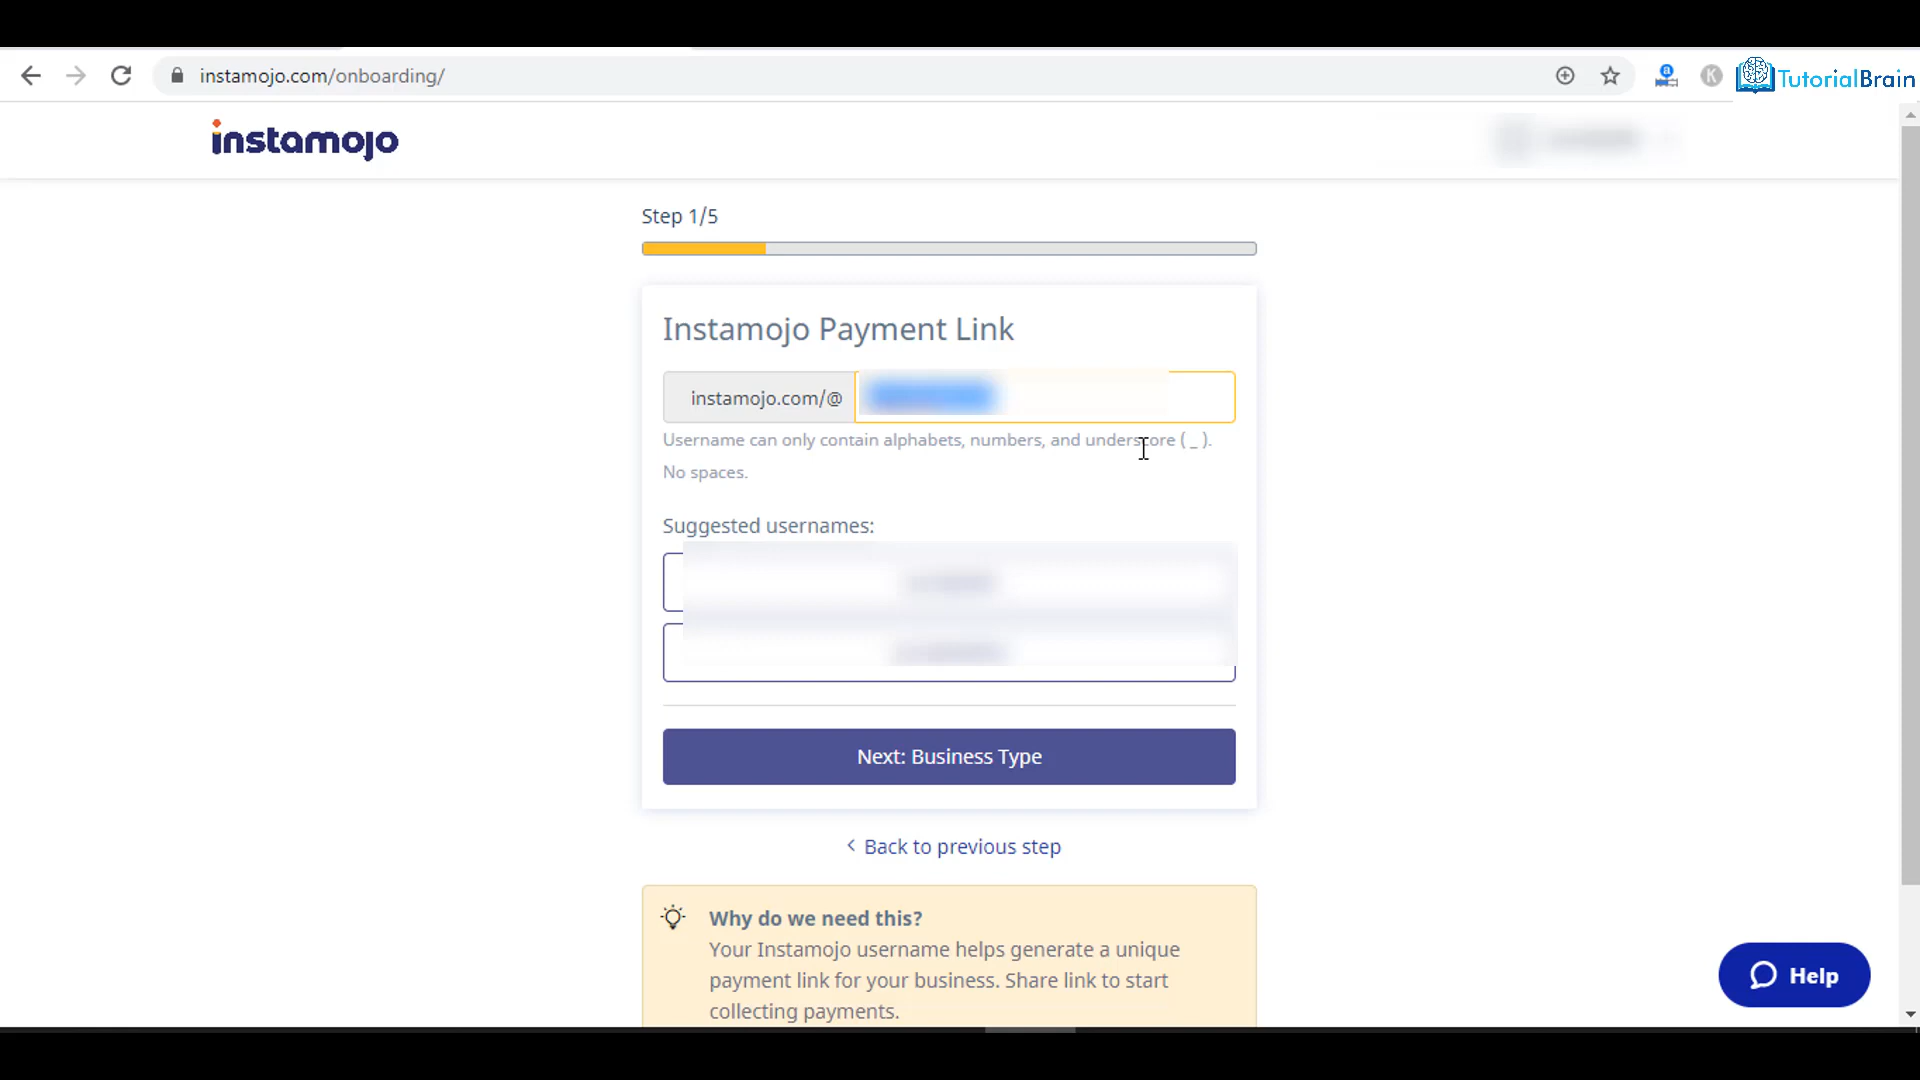 instamojo.com/onboarding/
TutorialBrain
instamojo
Step 1/5
Instamojo Payment Link
instamojo.com/@
Username can only contain alphabets, numbers, and underscore ( _ ).
No spaces.
Suggested usernames:
Next: Business Type
Back to previous step
Why do we need this?
Your Instamojo username helps generate a unique
payment link for your business. Share link to start
collecting payments.
Help